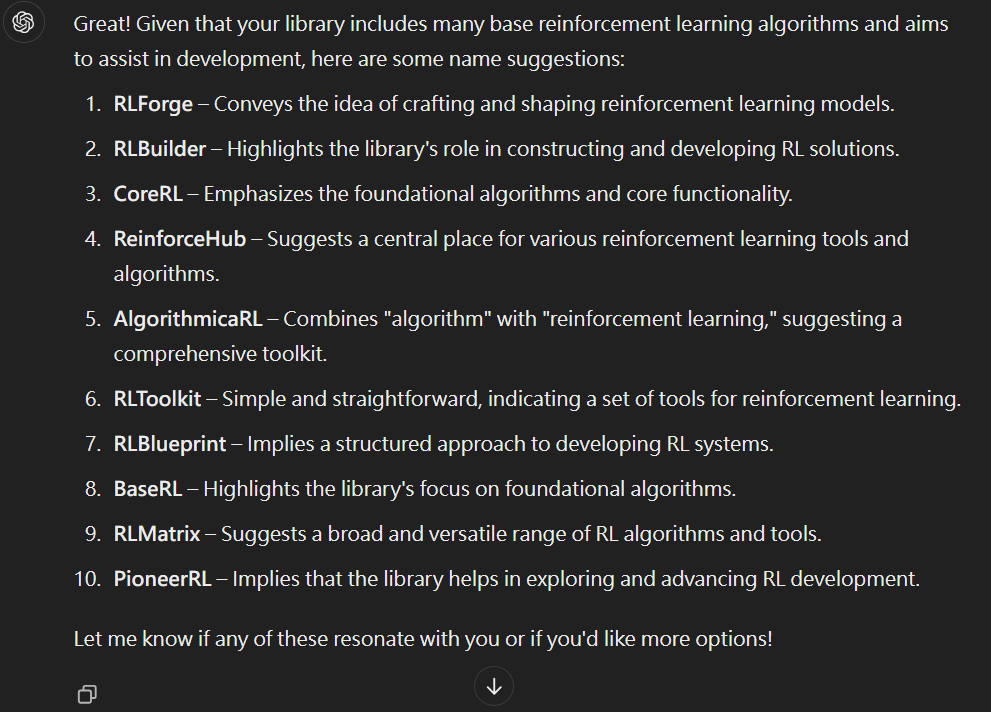 Great! Given that your library includes many base reinforcement learning algorithms and aims
to assist in development, here are some name suggestions:
1. RLForge – Conveys the idea of crafting and shaping reinforcement learning models.
2. RLBuilder – Highlights the library's role in constructing and developing RL solutions.
3. CoreRL – Emphasizes the foundational algorithms and core functionality.
4. ReinforceHub – Suggests a central place for various reinforcement learning tools and
algorithms.
5. AlgorithmicaRL – Combines "algorithm" with "reinforcement learning," suggesting a
comprehensive toolkit.
6. RLToolkit – Simple and straightforward, indicating a set of tools for reinforcement learning.
7. RLBlueprint – Implies a structured approach to developing RL systems.
8. BaseRL – Highlights the library's focus on foundational algorithms.
9. RLMatrix – Suggests a broad and versatile range of RL algorithms and tools.
10. PioneerRL – Implies that the library helps in exploring and advancing RL development.
Let me know if any of these resonate with you or if you'd like more options!